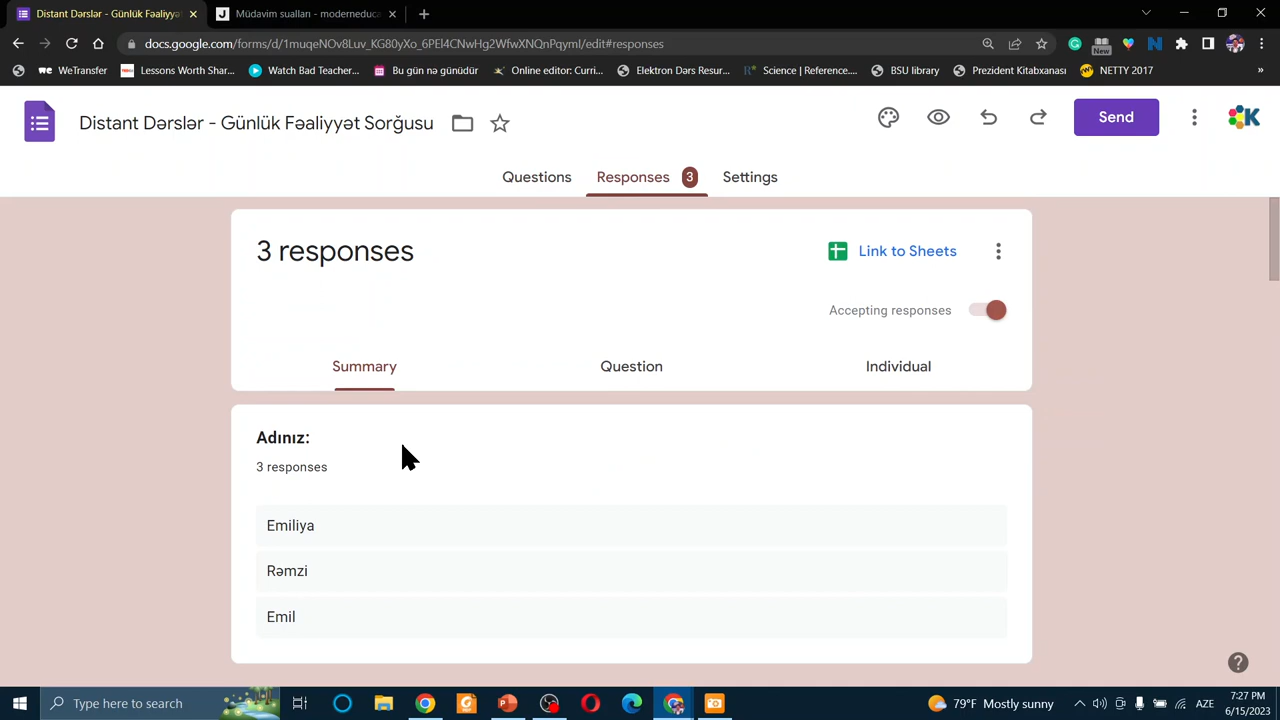 Distant Dərslər - Günlük Fəaliyyət
Müdavim sualları - moderneduca
docs.google.com/forms/d/1muqeNOv8Luv_KG80yXo_6PEl4CNwHg2WfwXNQnPqymI/edit#responses
WeTransfer
Lessons Worth Shar...
Watch Bad Teacher...
Bu gün nə günüdür
Online editor: Curri...
Elektron Dərs Resur...
Science | Reference....
BSU library
Prezident Kitabxanası
NETTY 2017
»
Distant Dərslər - Günlük Fəaliyyət Sorğusu
Send
Questions
Responses 3
Settings
3 responses
Link to Sheets
Accepting responses
Summary
Question
Individual
Adınız:
3 responses
Emiliya
Rəmzi
Emil
Type here to search
79°F Mostly sunny
AZE
7:27 PM
6/15/2023